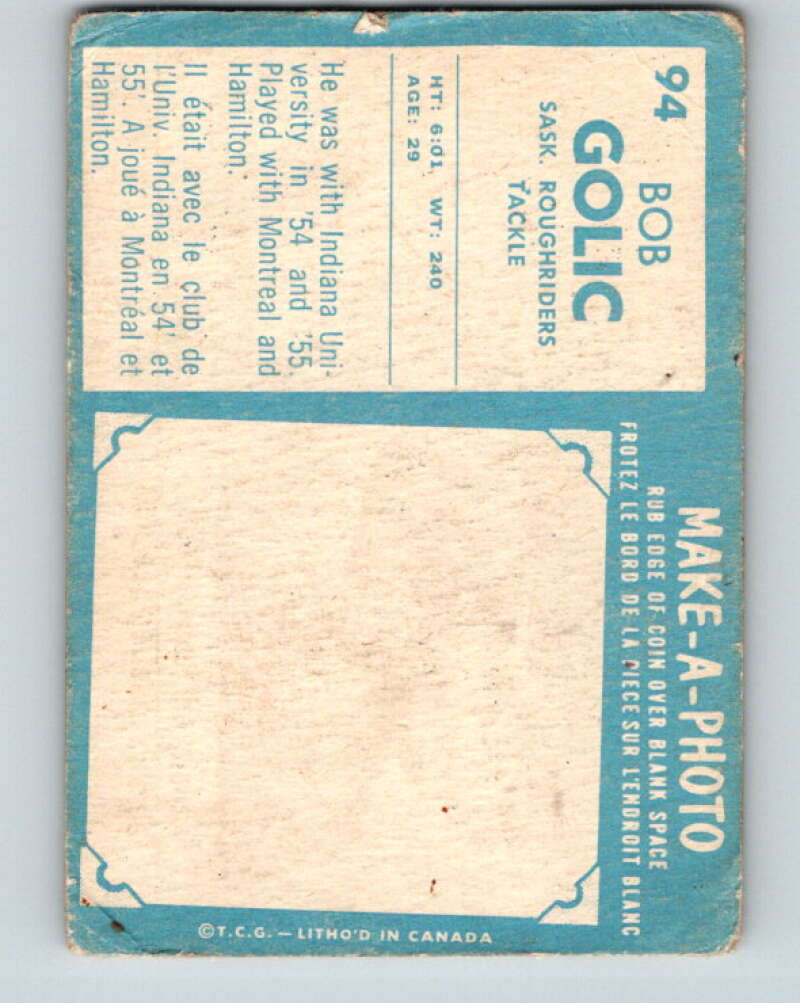 94
BOB
GOLIC
SASK. ROUGHRIDERS
TACKLE
HT: 6:01 WT: 240
AGE: 29
He was with Indiana Uni-
versity in '54 and '55.
Played with Montreal and
Hamilton.
Il était avec le club de
l'Univ. Indiana en 54' et
55'. A joué à Montréal et
Hamilton.
MAKE-A-PHOTO
RUB EDGE OF COIN OVER BLANK SPACE
FROTEZ LE BORD DE LA PIECE SUR L'ENDROIT BLANC
©T.C.G. — LITHO'D IN CANADA